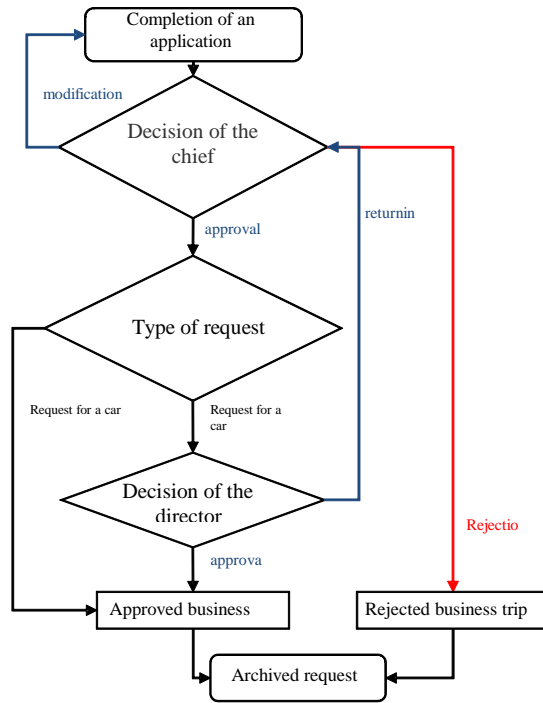 Completion of an
application
modification
Decision of the
chief
returnin
approval
Type of request
Request for a car
Request for a
car
Decision of the
director
Rejectio
approva
Approved business
Rejected business trip
Archived request